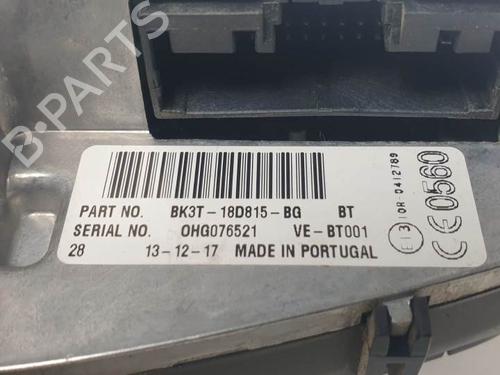 B-PARTS
PART NO. BK3T-18D815-BG BT
SERIAL NO. OHG076521 VE-BT001
28 13-12-17 MADE IN PORTUGAL
E13 10R-0412789
CE0560